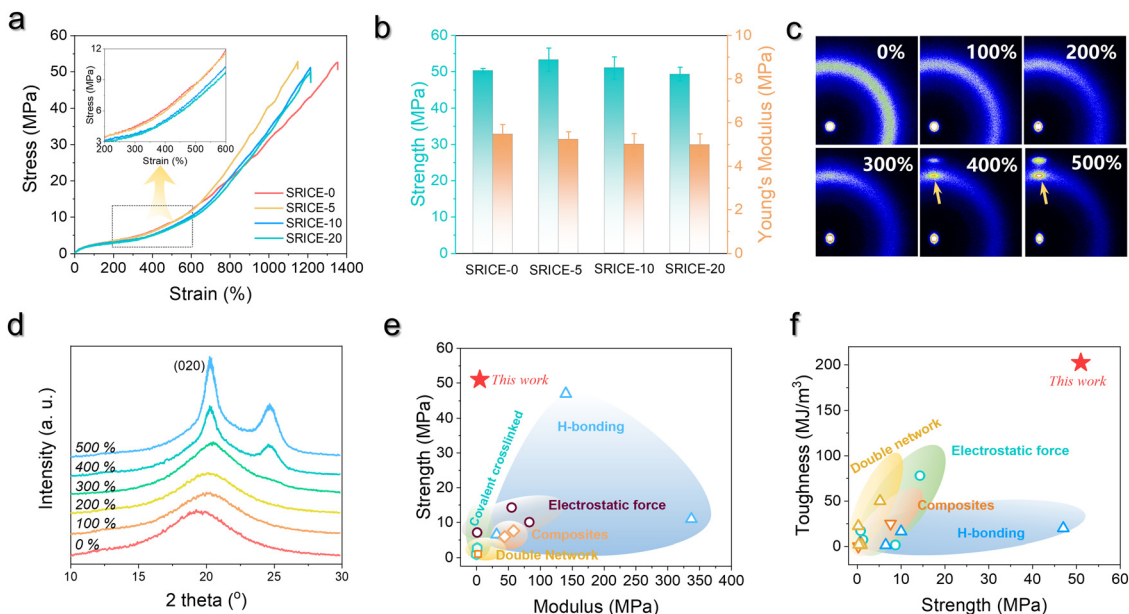 a
Stress (MPa)
60
50
40
30
20
10
0
0 200 400 600 800 1000 1200 1400
Strain (%)
Stress (MPa)
12
9
6
3
200 300 400 500 600
Strain (%)
SRICE-0
SRICE-5
SRICE-10
SRICE-20
b
Strength (MPa)
60
50
40
30
20
10
0
SRICE-0 SRICE-5 SRICE-10 SRICE-20
10
8
6
4
2
0
Young's Modulus (MPa)
c
0% 100% 200%
300% 400% 500%
d
Intensity (a. u.)
(020)
500 %
400 %
300 %
200 %
100 %
0 %
10 15 20 25 30
2 theta (°)
e
Strength (MPa)
60
50
40
30
20
10
0
This work
Covalent crosslinked
H-bonding
Electrostatic force
Composites
Double Network
0 50 100 150 200 250 300 350 400
Modulus (MPa)
f
Toughness (MJ/m³)
200
150
100
50
0
This work
Double network
Electrostatic force
Composites
H-bonding
0 10 20 30 40 50 60
Strength (MPa)